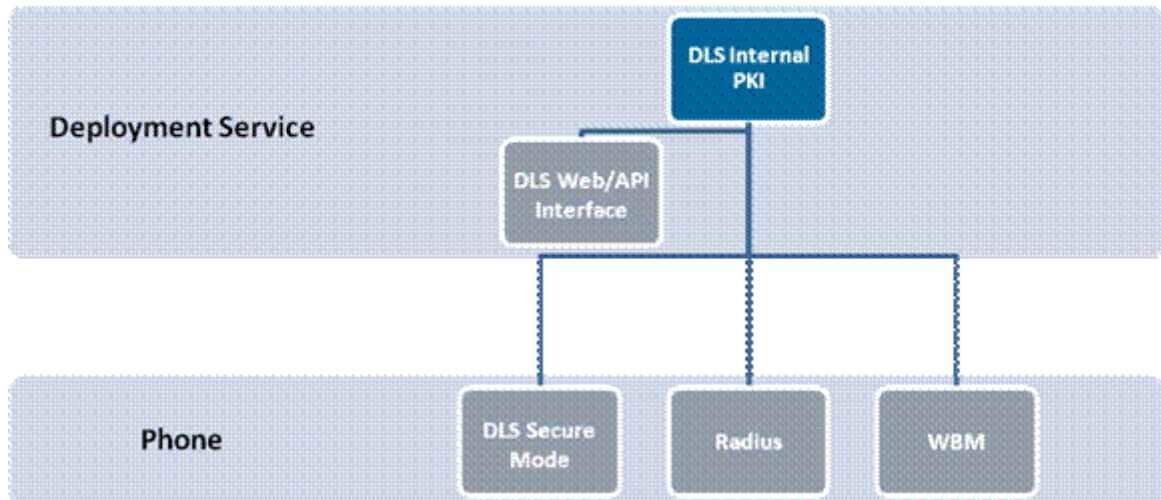 DLS Internal
PKI
Deployment Service
DLS Web/API
Interface
Phone
DLS Secure
Mode
Radius
WBM